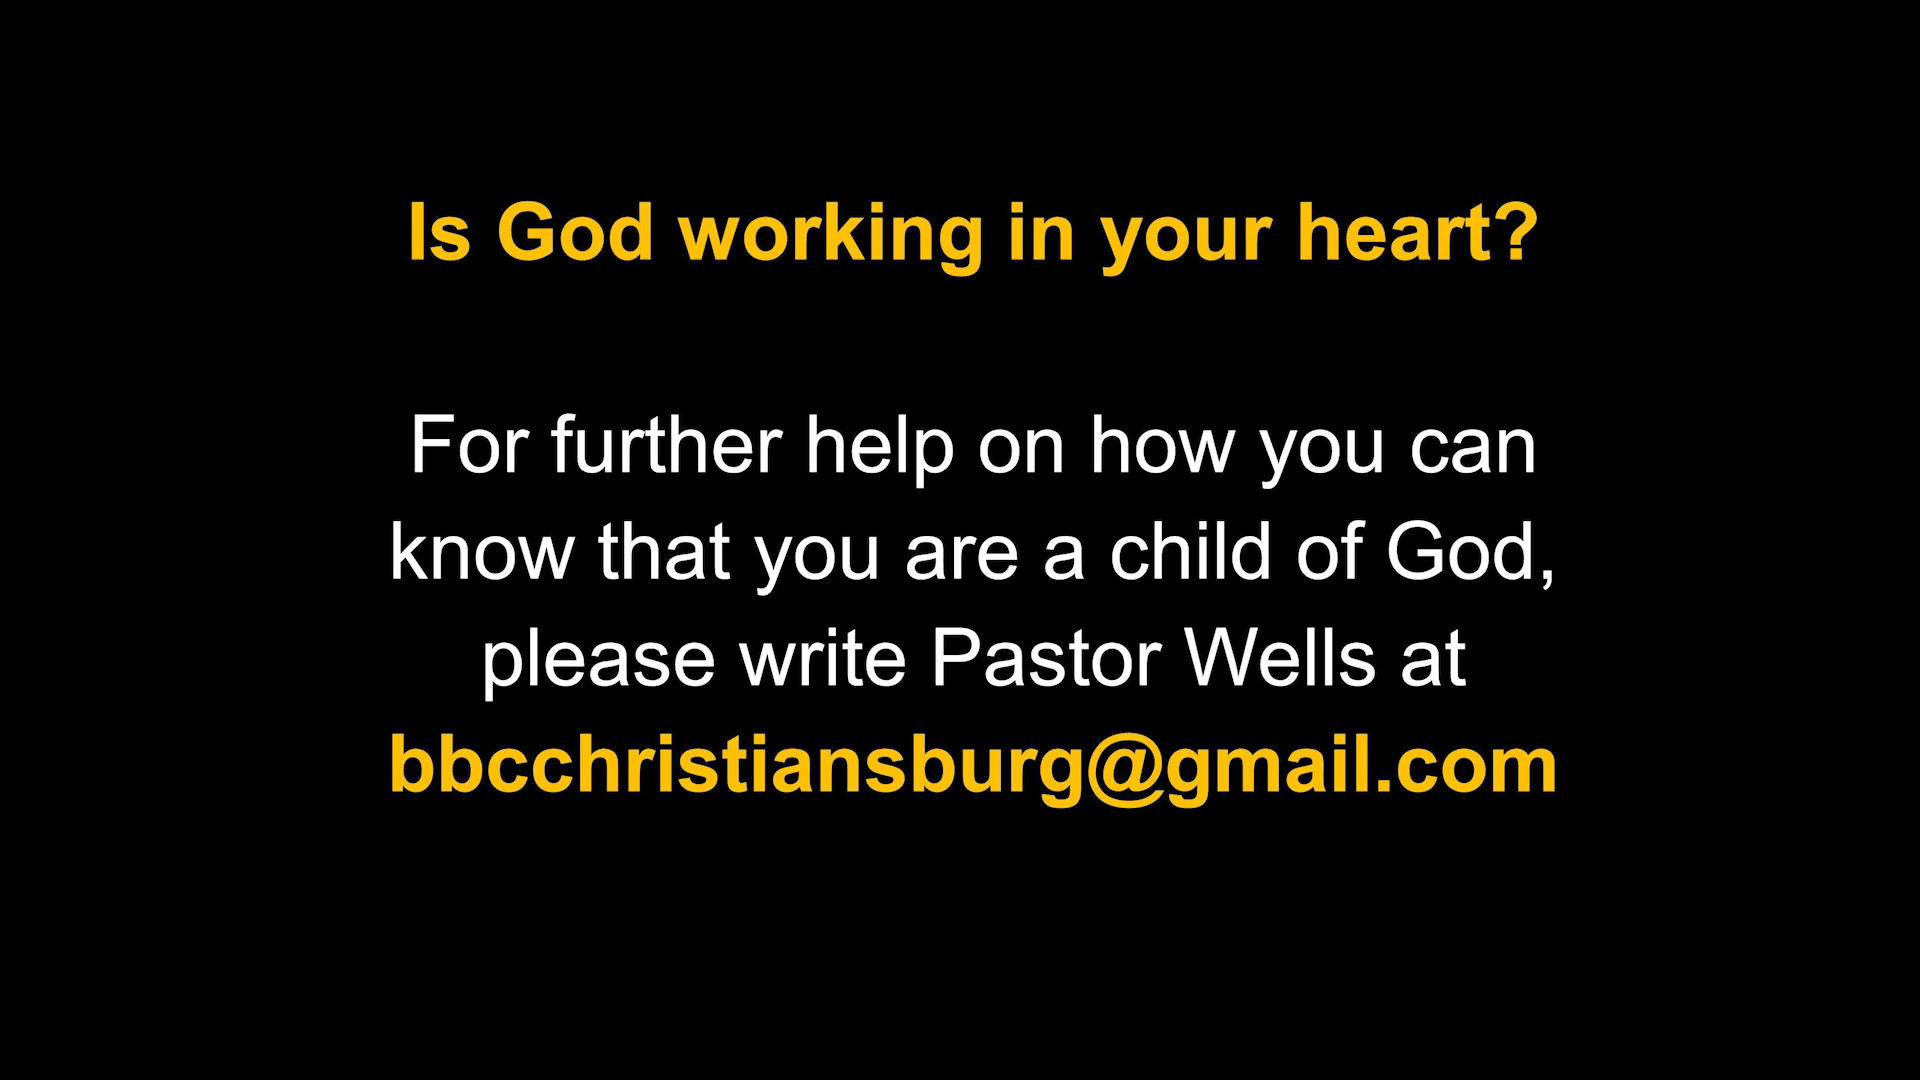 Is God working in your heart?
For further help on how you can
know that you are a child of God,
please write Pastor Wells at
bbcchristiansburg@gmail.com